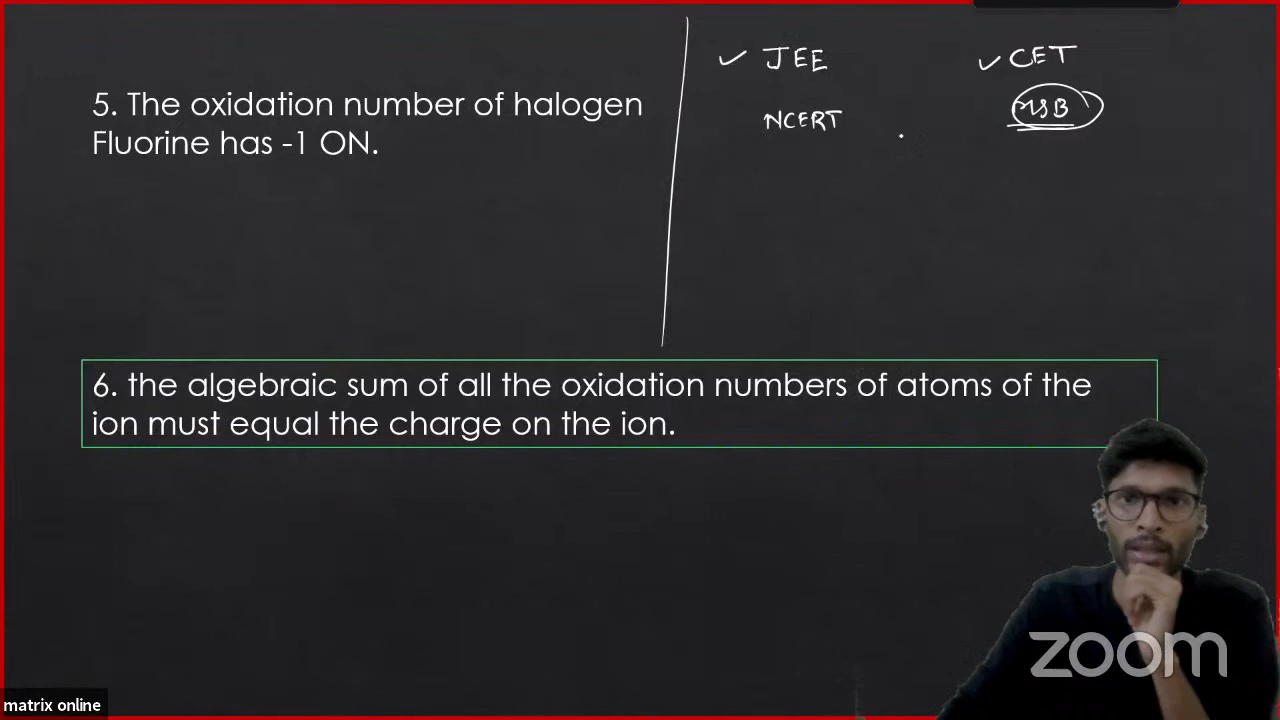 5. The oxidation number of halogen
Fluorine has -1 ON.
✓ JEE
✓ CET
NCERT
MSB
6. the algebraic sum of all the oxidation numbers of atoms of the
ion must equal the charge on the ion.
zoom
matrix online